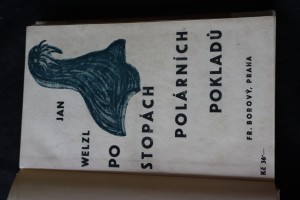 JAN
WELZL
PO
STOPÁCH
POLÁRNÍCH
POKLADŮ
FR. BOROVÝ, PRAHA